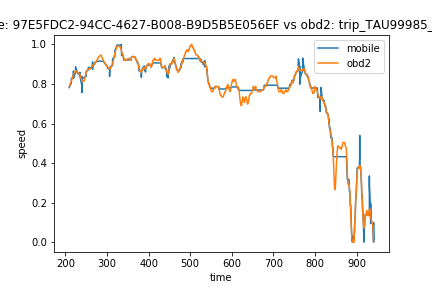 e: 97E5FDC2-94CC-4627-B008-B9D5B5E056EF vs obd2: trip_TAU99985_
mobile
obd2
1.0
0.8
0.6
0.4
0.2
0.0
speed
200 300 400 500 600 700 800 900
time